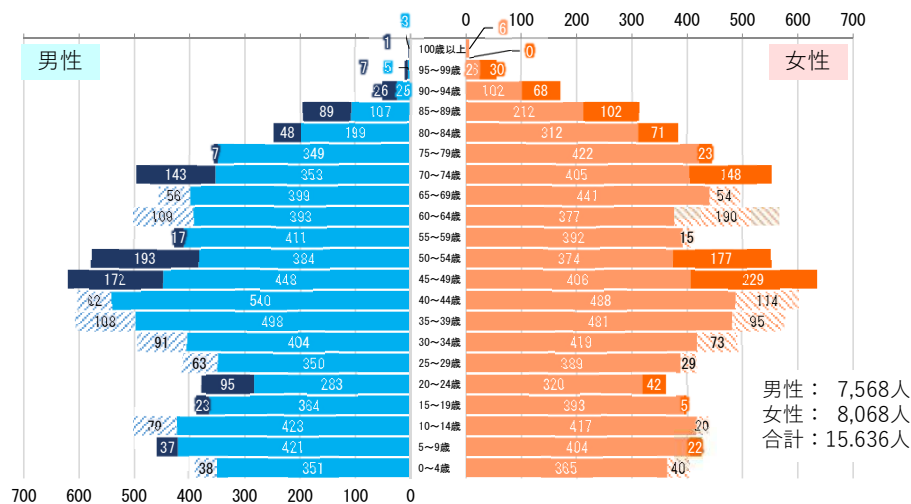 700 600 500 400 300 200 100 0
0 100 200 300 400 500 600 700
男性
女性
1 3 100歳以上 6 0
7 5 95~99歳 26 30
26 26 90~94歳 102 68
89 107 85~89歳 212 102
48 199 80~84歳 312 71
7 349 75~79歳 422 23
143 353 70~74歳 405 148
56 399 65~69歳 441 54
109 393 60~64歳 377 190
17 411 55~59歳 392 15
193 384 50~54歳 374 177
172 448 45~49歳 406 229
62 540 40~44歳 488 114
108 498 35~39歳 481 95
91 404 30~34歳 419 73
63 350 25~29歳 389 29
95 283 20~24歳 320 42
23 364 15~19歳 393 5
79 423 10~14歳 417 20
37 421 5~9歳 404 22
38 351 0~4歳 365 40
男性: 7,568人
女性: 8,068人
合計:15.636人